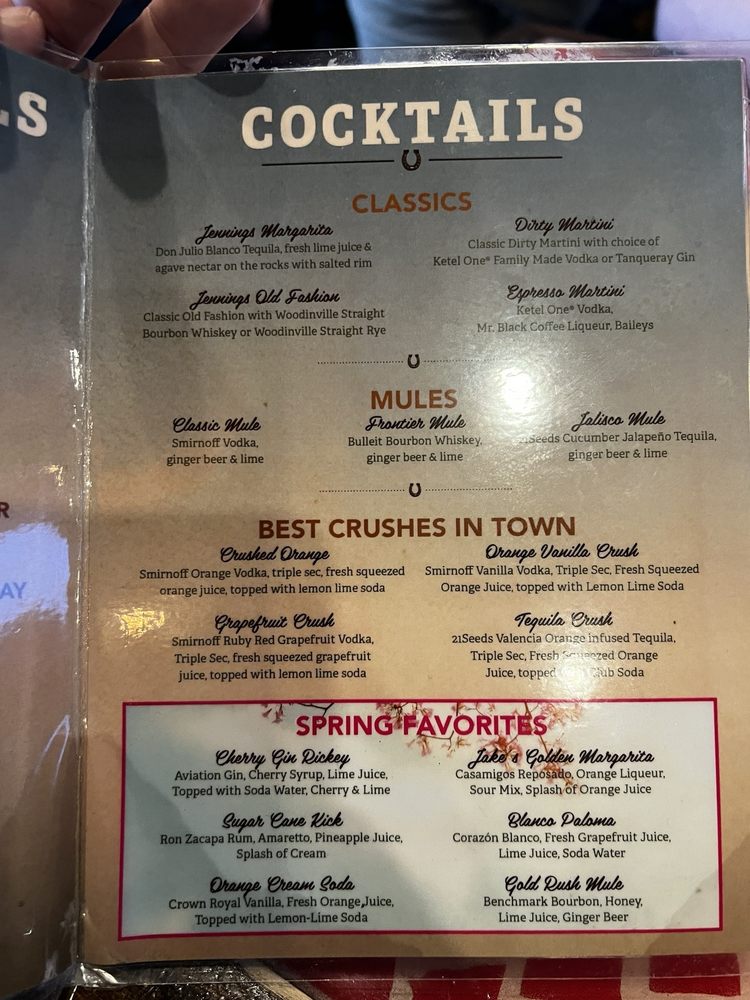 LS
R
AY
COCKTAILS
CLASSICS
Jennings Margarita
Don Julio Blanco Tequila, fresh lime juice &
agave nectar on the rocks with salted rim
Dirty Martini
Classic Dirty Martini with choice of
Ketel One® Family Made Vodka or Tanqueray Gin
Jennings Old Fashion
Classic Old Fashion with Woodinville Straight
Bourbon Whiskey or Woodinville Straight Rye
Espresso Martini
Ketel One® Vodka,
Mr. Black Coffee Liqueur, Baileys
MULES
Classic Mule
Smirnoff Vodka,
ginger beer & lime
Frontier Mule
Bulleit Bourbon Whiskey,
ginger beer & lime
Jalisco Mule
21Seeds Cucumber Jalapeño Tequila,
ginger beer & lime
BEST CRUSHES IN TOWN
Crushed Orange
Smirnoff Orange Vodka, triple sec, fresh squeezed
orange juice, topped with lemon lime soda
Orange Vanilla Crush
Smirnoff Vanilla Vodka, Triple Sec, Fresh Squeezed
Orange Juice, topped with Lemon Lime Soda
Grapefruit Crush
Smirnoff Ruby Red Grapefruit Vodka,
Triple Sec, fresh squeezed grapefruit
juice, topped with lemon lime soda
Tequila Crush
21Seeds Valencia Orange infused Tequila,
Triple Sec, Fresh Squeezed Orange
Juice, topped Club Soda
SPRING FAVORITES
Cherry Gin Rickey
Aviation Gin, Cherry Syrup, Lime Juice,
Topped with Soda Water, Cherry & Lime
Jake's Golden Margarita
Casamigos Reposado, Orange Liqueur,
Sour Mix, Splash of Orange Juice
Sugar Cane Kick
Ron Zacapa Rum, Amaretto, Pineapple Juice,
Splash of Cream
Blanco Paloma
Corazón Blanco, Fresh Grapefruit Juice,
Lime Juice, Soda Water
Orange Cream Soda
Crown Royal Vanilla, Fresh Orange Juice,
Topped with Lemon-Lime Soda
Gold Rush Mule
Benchmark Bourbon, Honey,
Lime Juice, Ginger Beer